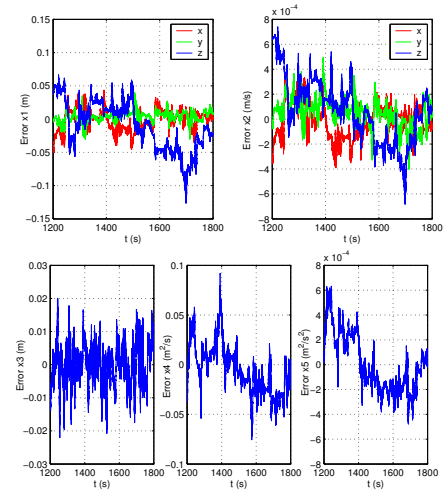 0.15
0.1
0.05
0
−0.05
−0.1
−0.15
1200 1400 1600 1800
t (s)
Error x1 (m)
x
y
z
x 10⁻⁴
8
6
4
2
0
−2
−4
−6
−8
1200 1400 1600 1800
t (s)
Error x2 (m/s)
x
y
z
0.03
0.02
0.01
0
−0.01
−0.02
−0.03
1200 1400 1600 1800
t (s)
Error x3 (m)
0.1
0.05
0
−0.05
−0.1
1200 1400 1600 1800
t (s)
Error x4 (m²/s)
x 10⁻⁴
8
6
4
2
0
−2
−4
−6
−8
1200 1400 1600 1800
t (s)
Error x5 (m²/s²)